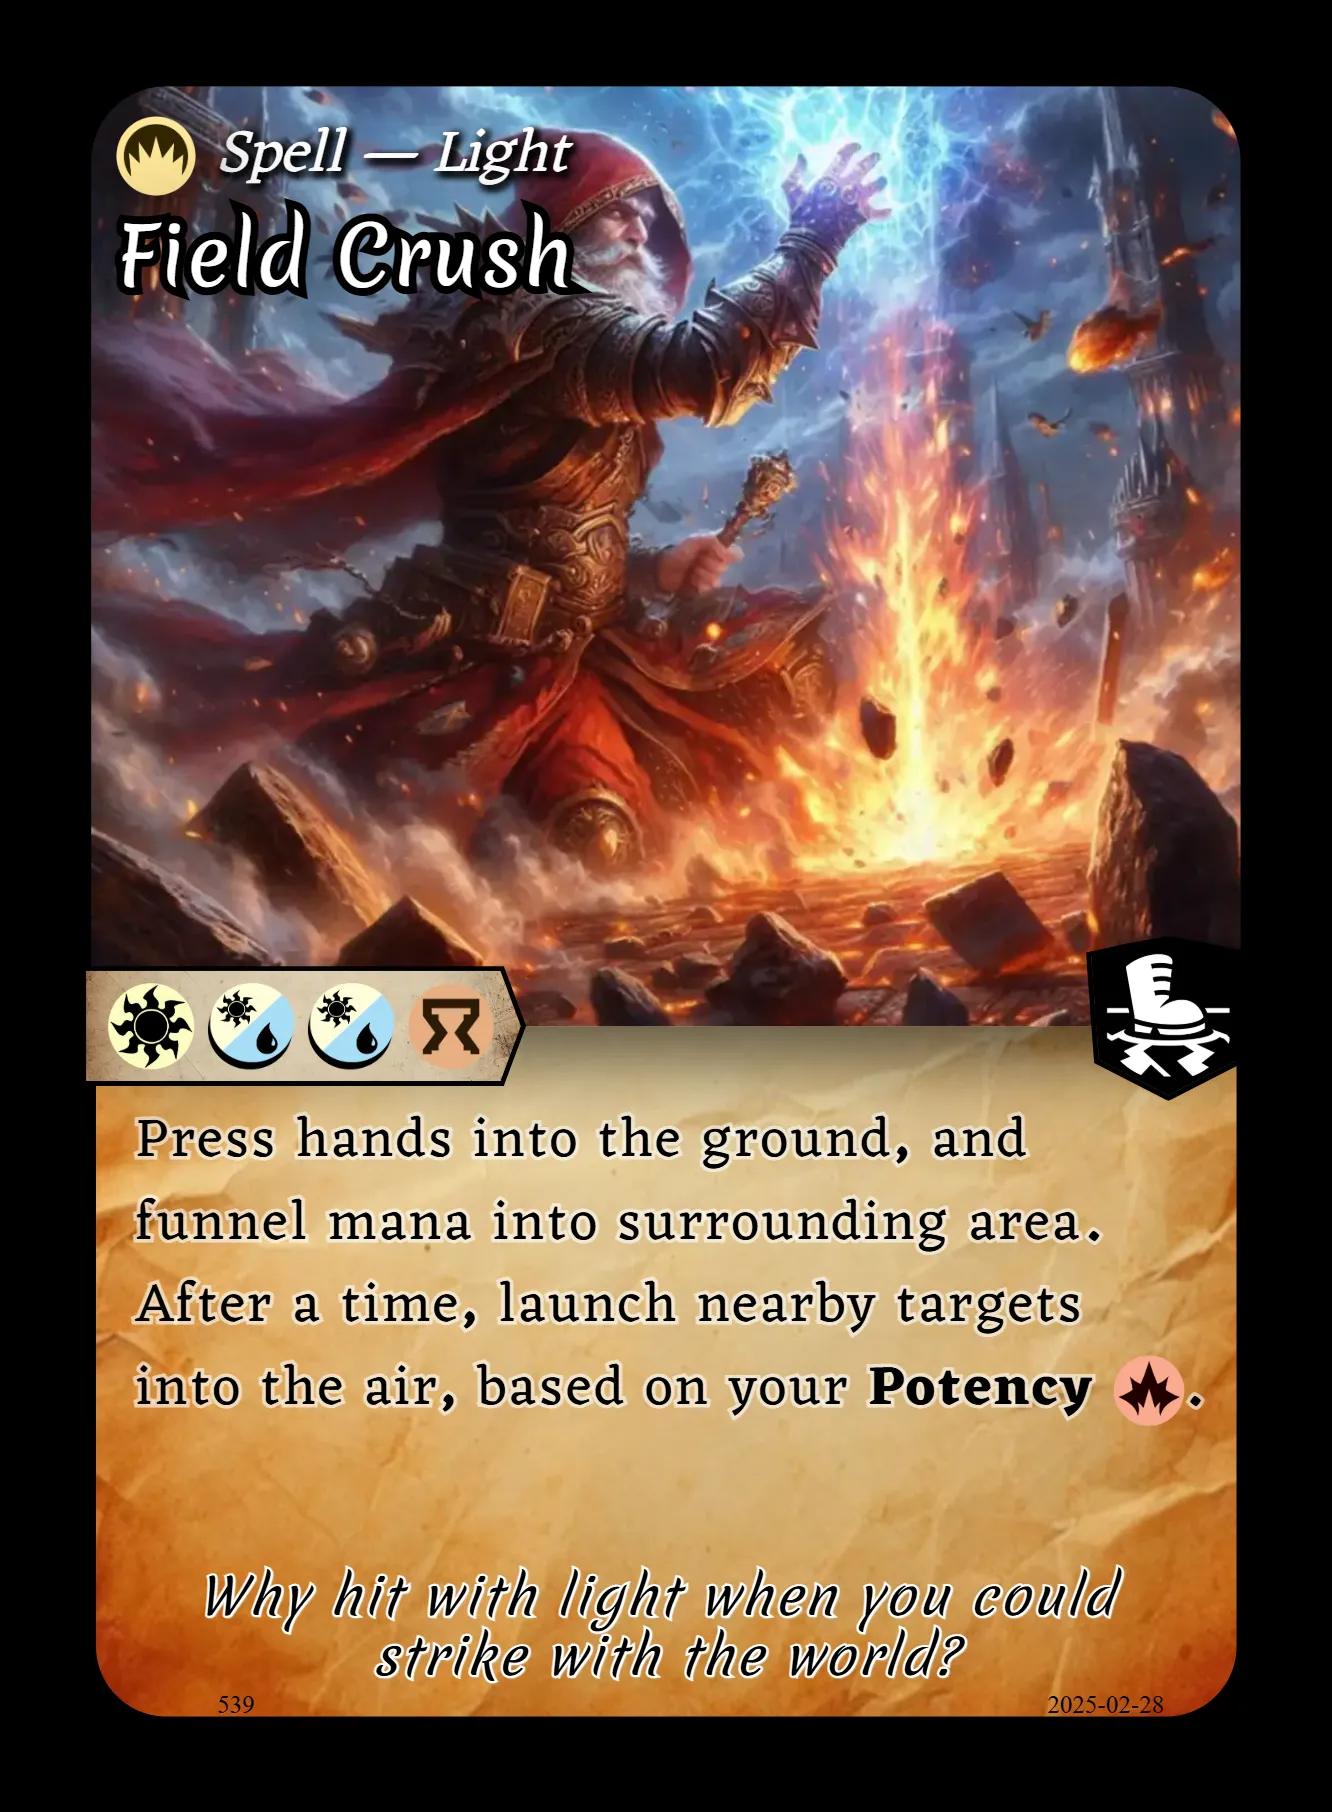 Spell — Light
Field Crush
Press hands into the ground, and
funnel mana into surrounding area.
After a time, launch nearby targets
into the air, based on your Potency .
Why hit with light when you could
strike with the world?
539
2025-02-28